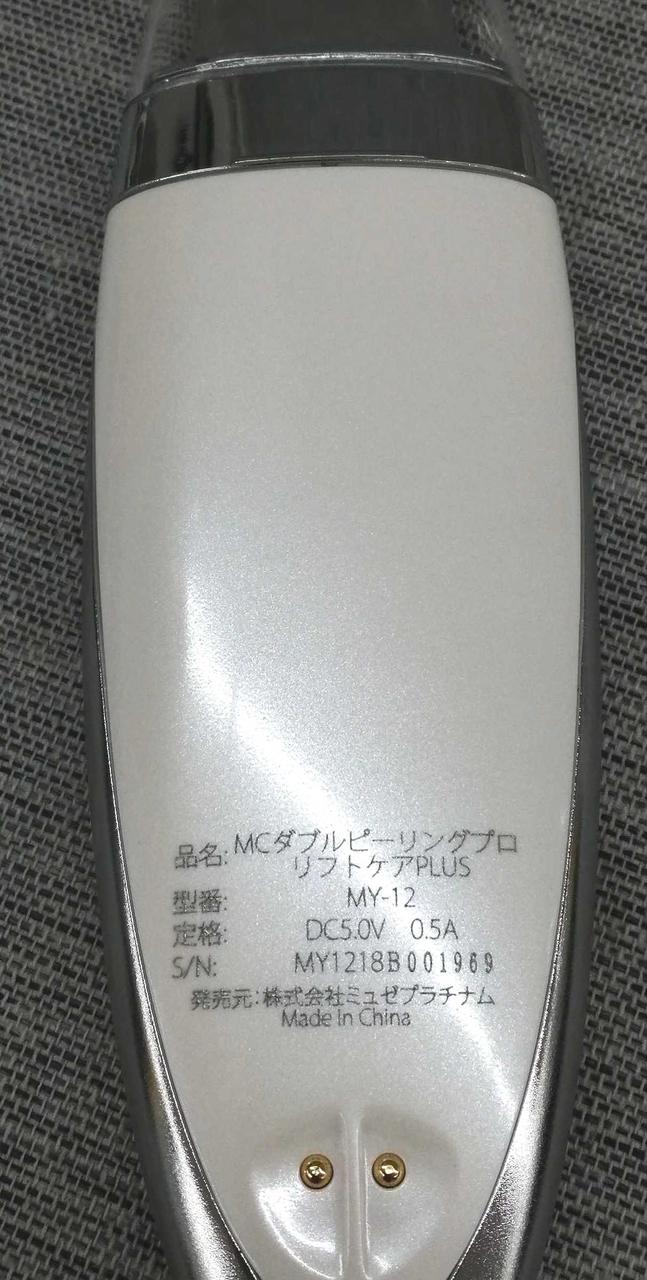 品名: MCダブルピーリングプロ
リフトケアPLUS
型番: MY-12
定格: DC5.0V 0.5A
S/N: MY1218B001969
発売元:株式会社ミュゼプラチナム
Made In China